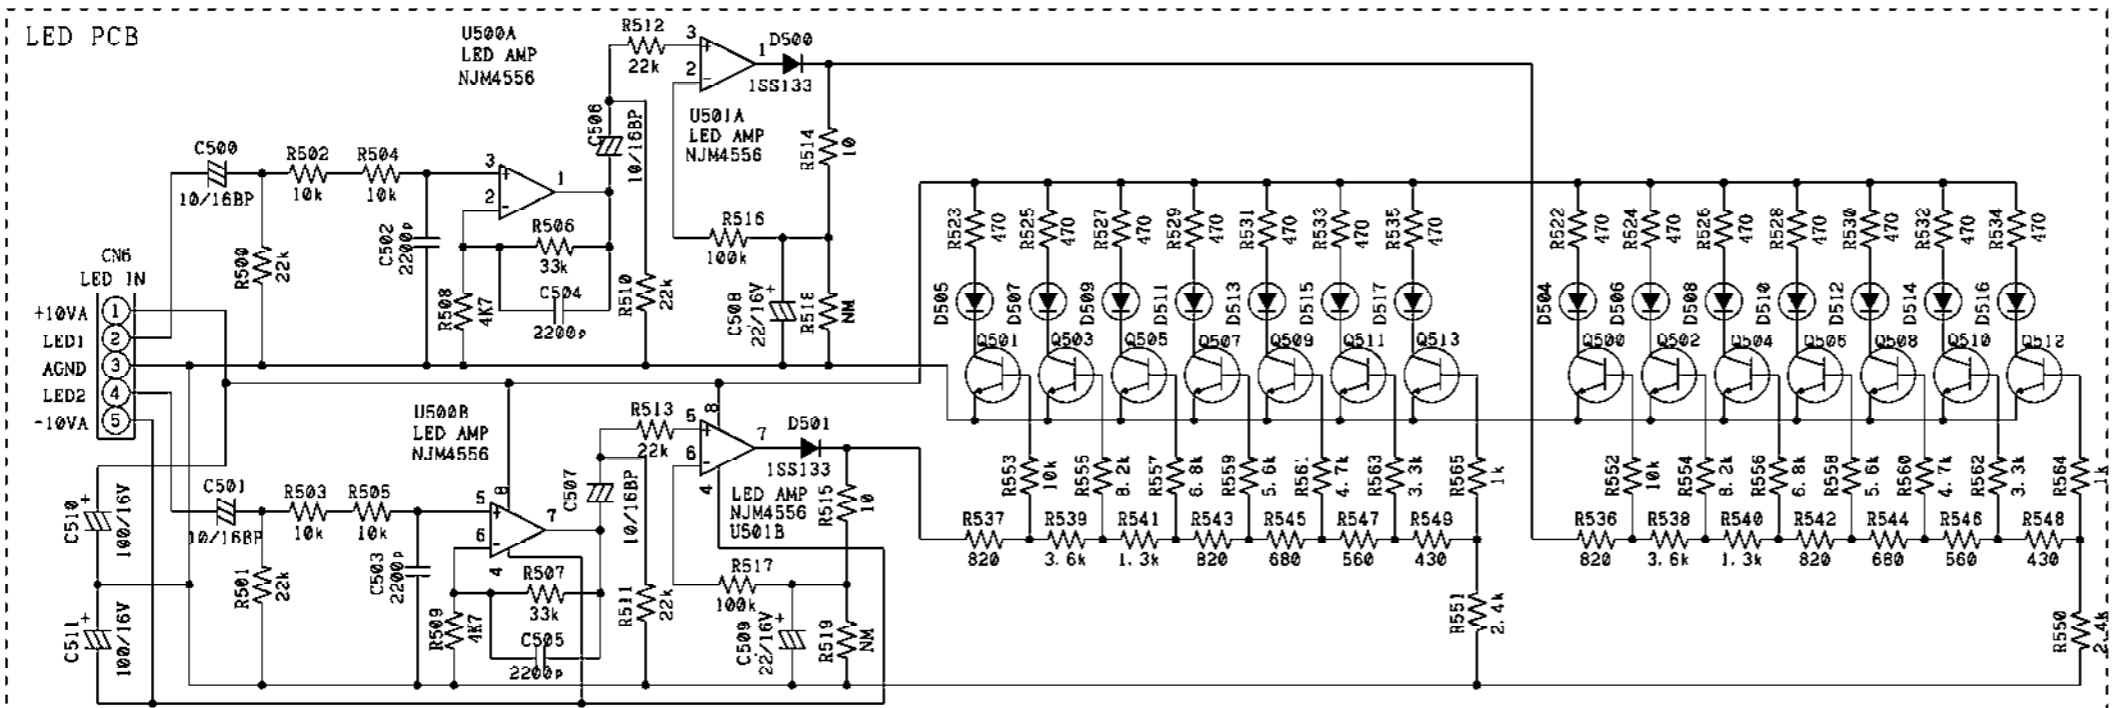 LED PCB
U500A
LED AMP
NJM4556
R512
22k
3
2
1
D500
1SS133
U501A
LED AMP
NJM4556
C506
10/16BP
R514
10
C500
10/16BP
R502
10k
R504
10k
3
2
1
R500
22k
C502
2200p
R506
33k
C504
2200p
R508
4K7
R510
22k
R516
100k
C508
22/16V
+
R518
NM
CN6
LED IN
+10VA
1
LED1
2
AGND
3
LED2
4
-10VA
5
R523
470
R525
470
R527
470
R529
470
R531
470
R533
470
R535
470
R522
470
R524
470
R526
470
R528
470
R530
470
R532
470
R534
470
D505
D507
D509
D511
D513
D515
D517
D504
D506
D508
D510
D512
D514
D516
Q501
Q503
Q505
Q507
Q509
Q511
Q513
Q500
Q502
Q504
Q506
Q508
Q510
Q512
U500B
LED AMP
NJM4556
R513
22k
5
6
8
4
7
D501
1SS133
LED AMP
NJM4556
U501B
C507
10/16BP
R515
10
C510
100/16V
+
C511
100/16V
+
C501
10/16BP
R503
10k
R505
10k
5
6
8
4
7
R501
22k
C503
2200p
R507
33k
C505
2200p
R509
4K7
R511
22k
R517
100k
C509
22/16V
+
R519
NM
R553
10k
R555
8.2k
R557
6.8k
R559
5.6k
R561
4.7k
R563
3.3k
R565
1k
R552
10k
R554
8.2k
R556
6.8k
R558
5.6k
R560
4.7k
R562
3.3k
R564
1k
R537
820
R539
3.6k
R541
1.3k
R543
820
R545
680
R547
560
R549
430
R536
820
R538
3.6k
R540
1.3k
R542
820
R544
680
R546
560
R548
430
R551
2.4k
R550
2.4k